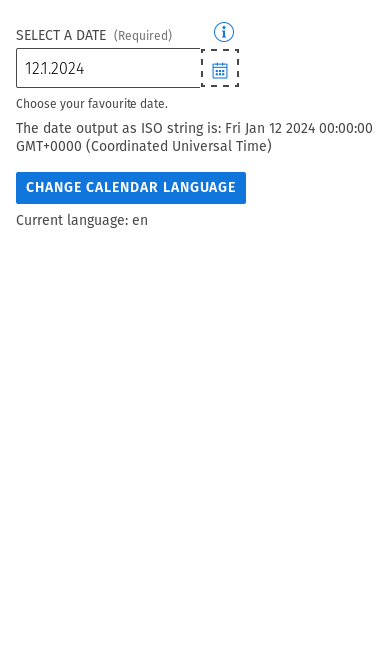 SELECT A DATE (Required)
12.1.2024
Choose your favourite date.
The date output as ISO string is: Fri Jan 12 2024 00:00:00
GMT+0000 (Coordinated Universal Time)
CHANGE CALENDAR LANGUAGE
Current language: en